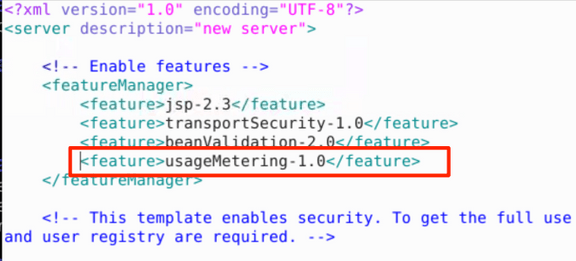 <?xml version="1.0" encoding="UTF-8"?>
<server description="new server">
<!-- Enable features -->
<featureManager>
<feature>jsp-2.3</feature>
<feature>transportSecurity-1.0</feature>
<feature>beanValidation-2.0</feature>
<feature>usageMetering-1.0</feature>
</featureManager>
<!-- This template enables security. To get the full use
and user registry are required. -->